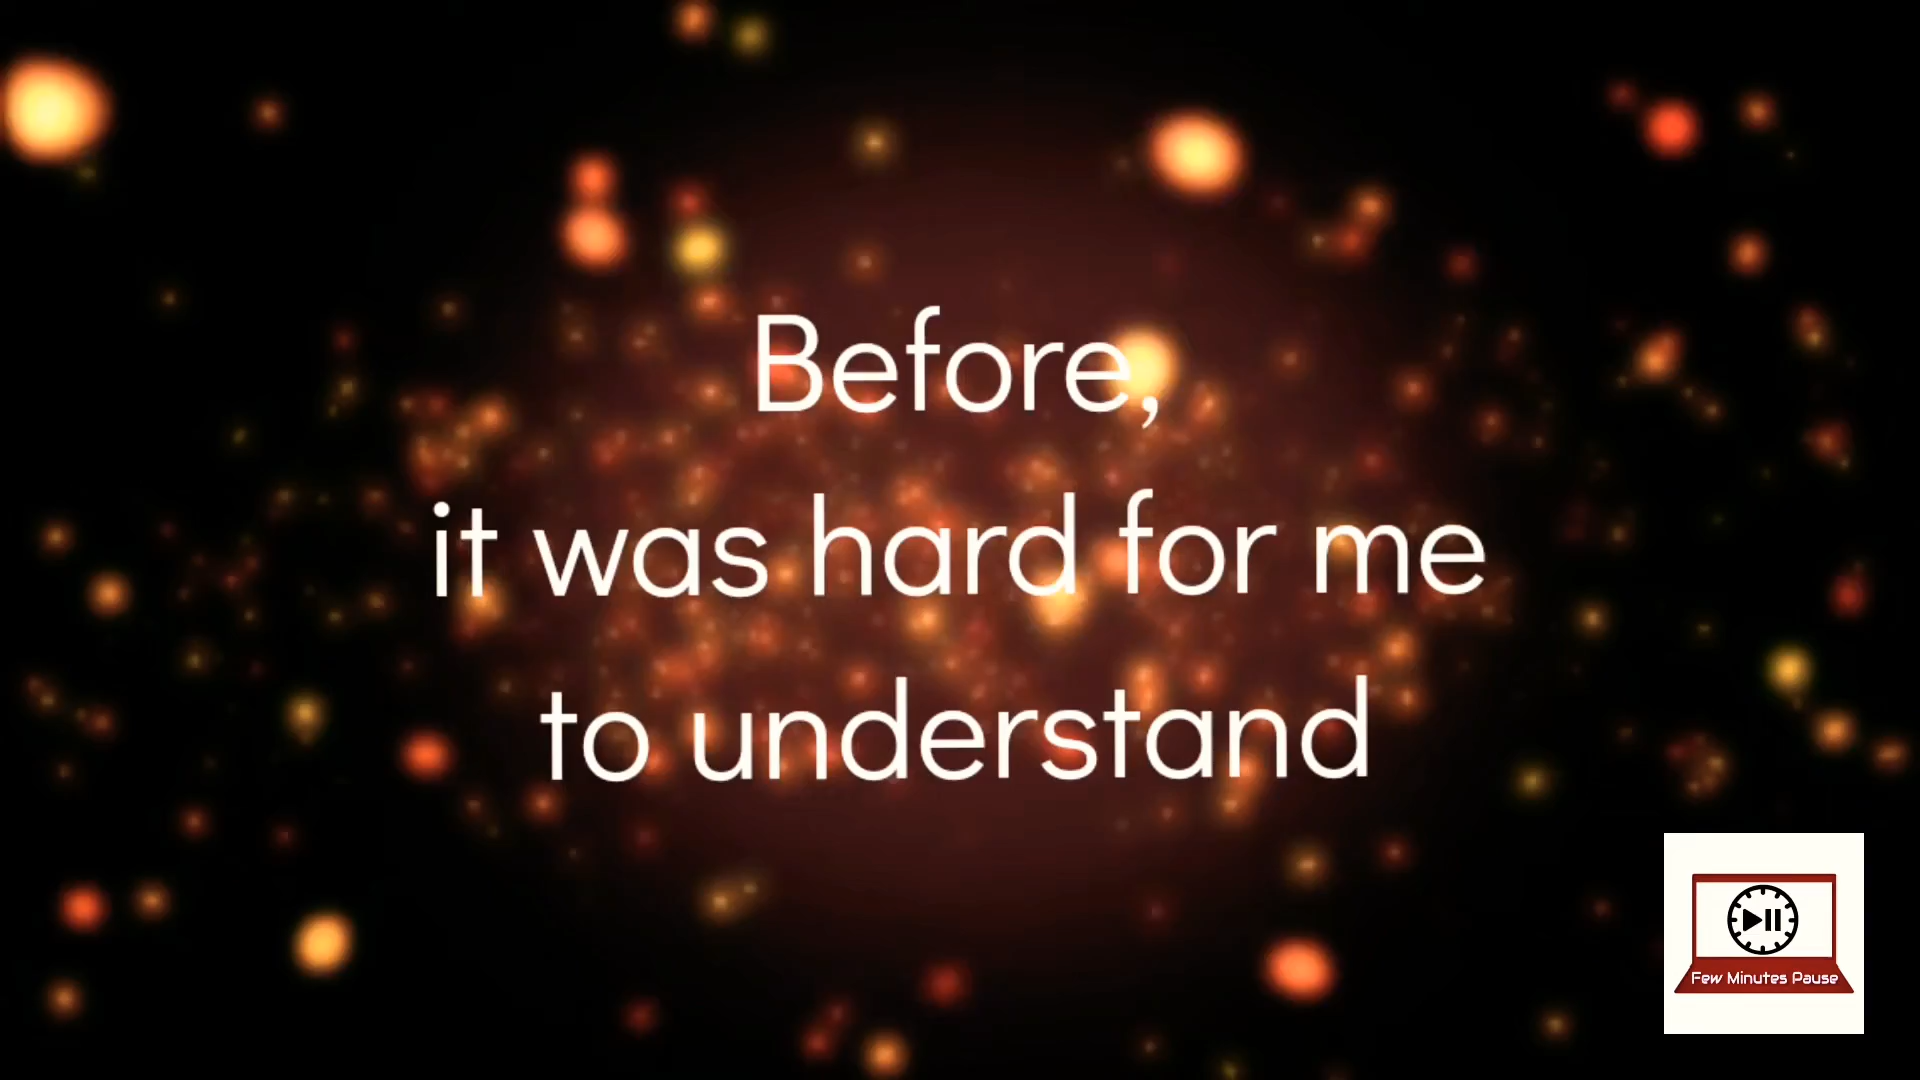 Before,
it was hard for me
to understand
Few Minutes Pause